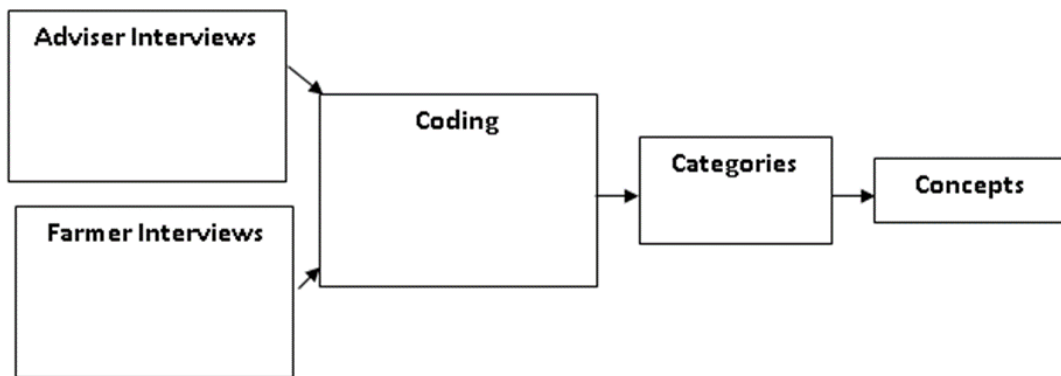 Adviser Interviews
Farmer Interviews
Coding
Categories
Concepts